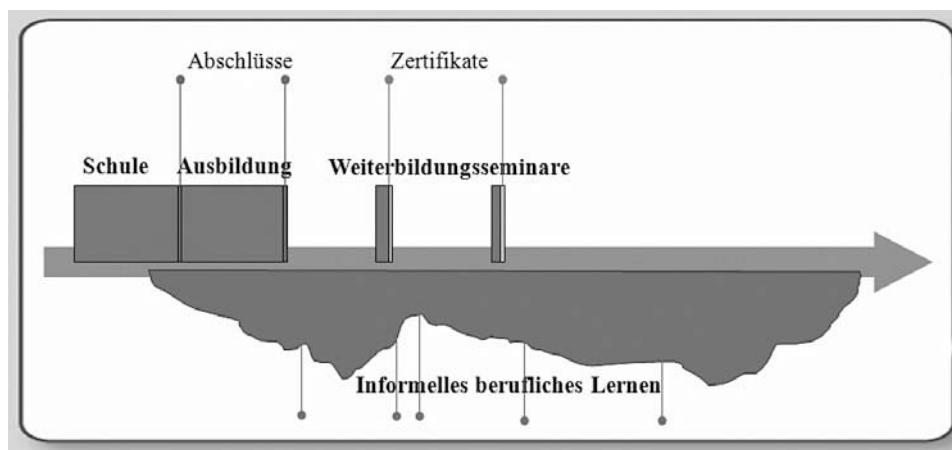 Abschlüsse Zertifikate
Schule Ausbildung Weiterbildungsseminare
Informelles berufliches Lernen